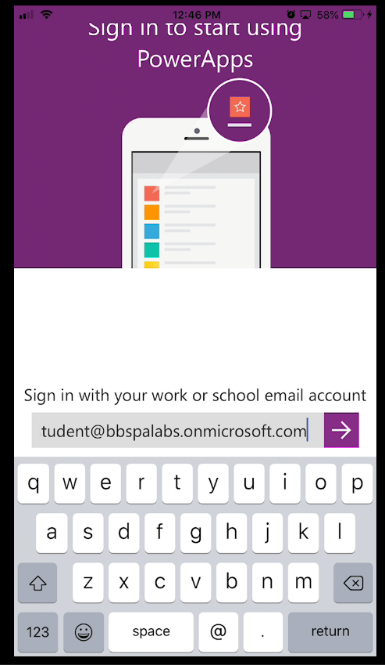 12:46 PM 58%
Sign in to start using
PowerApps
Sign in with your work or school email account
tudent@bbspalabs.onmicrosoft.com
q w e r t y u i o p
a s d f g h j k l
z x c v b n m
123 space @ . return